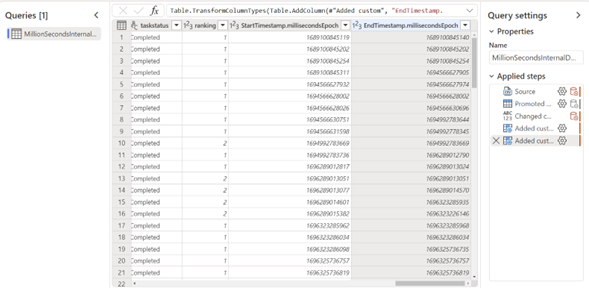 Queries [1]
MillionSecondsInternal...
fx Table.TransformColumnTypes(Table.AddColumn(#"Added custom", "EndTimestamp.
taskstatus 123 ranking 123 StartTimestamp.millisecondsEpoch 123 EndTimestamp.millisecondsEpoch
1 Completed 1 1689100845119 1689100845140
2 Completed 1 1689100845202 1689100845202
3 Completed 1 1689100845254 1689100845254
4 Completed 1 1689100845311 1694566627905
5 Completed 1 1694566627932 1694566627974
6 Completed 1 1694566628002 1694566628002
7 Completed 1 1694566628026 1694566630696
8 Completed 1 1694566630751 1694992783644
9 Completed 1 1694566631598 1694992778345
10 Completed 2 1694992783669 1694992783669
11 Completed 1 1694992783736 1696289012790
12 Completed 1 1696289012817 1696289013024
13 Completed 2 1696289013051 1696289013051
14 Completed 2 1696289013077 1696289014570
15 Completed 2 1696289014601 1696323285935
16 Completed 2 1696289015382 1696323226146
17 Completed 1 1696323285962 1696323285968
18 Completed 1 1696323286034 1696323286034
19 Completed 1 1696323286098 1696325736735
20 Completed 1 1696325736757 1696325736757
21 Completed 1 1696325736819 1696325736819
22
Query settings
Properties
Name
MillionSecondsInternalD...
Applied steps
Source
Promoted ...
ABC 123 Changed c...
Added cust...
Added cust...